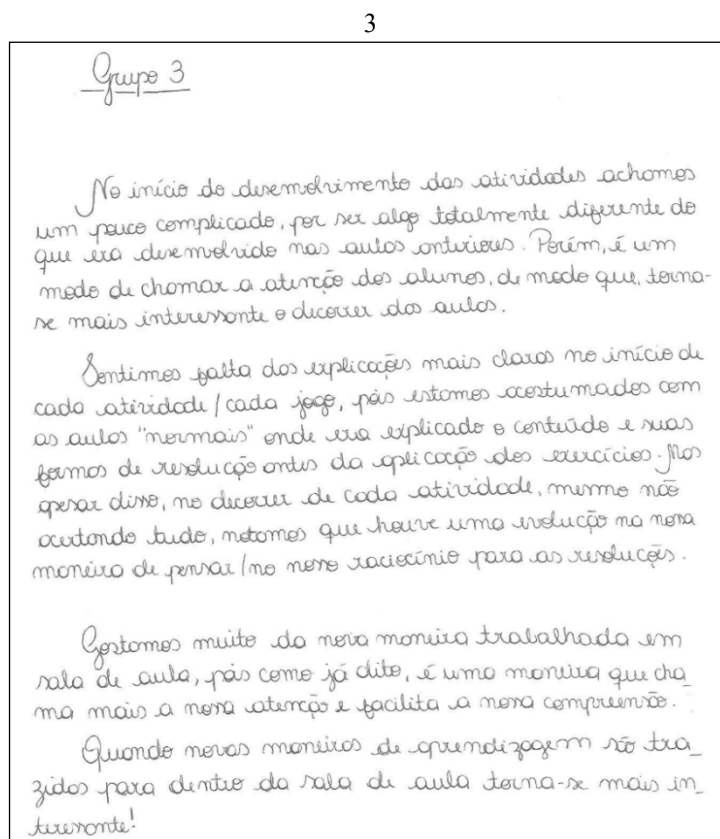 3
Grupo 3
No início do desenvolvimento das atividades achamos
um pouco complicado, por ser algo totalmente diferente do
que era desenvolvido nas aulas anteriores. Porém, é um
modo de chamar a atenção dos alunos, de modo que, torna-
se mais interessante o decorrer das aulas.
Sentimos falta das explicações mais claras no início de
cada atividade/cada jogo, pois estamos acostumados com
as aulas "normais" onde era explicado o conteúdo e suas
formas de resolução antes da aplicação dos exercícios. Mas
apesar disso, no decorrer de cada atividade, mesmo não
acertando tudo, notamos que houve uma evolução na nossa
maneira de pensar/no nosso raciocínio para as resoluções.
Gostamos muito da nova maneira trabalhada em
sala de aula, pois como já dito, é uma maneira que cha_
ma mais a nossa atenção e facilita a nossa compreensão.
Quando novas maneiras de aprendizagem são tra_
zidas para dentro da sala de aula torna-se mais in_
teressante!